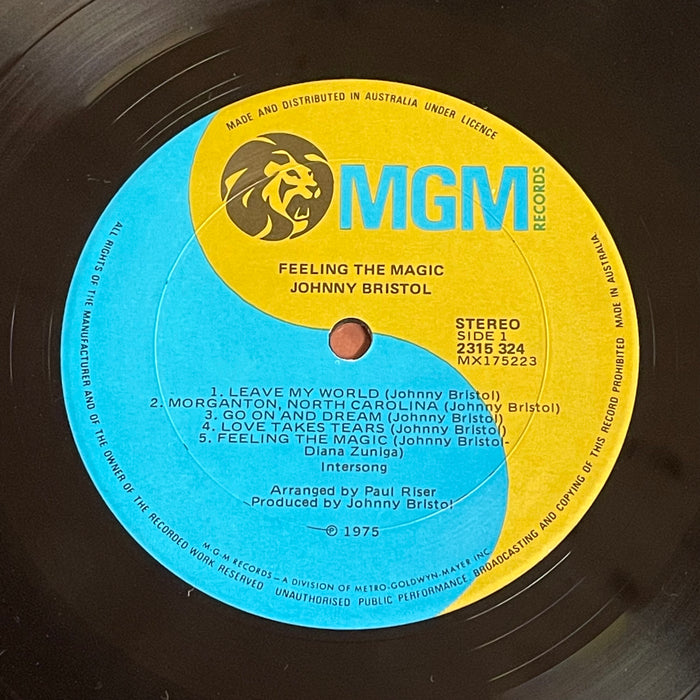 MADE AND DISTRIBUTED IN AUSTRALIA UNDER LICENCE
MGM
RECORDS
FEELING THE MAGIC
JOHNNY BRISTOL
STEREO
SIDE 1
2315 324
MX175223
1. LEAVE MY WORLD (Johnny Bristol)
2. MORGANTON, NORTH CAROLINA (Johnny Bristol)
3. GO ON AND DREAM (Johnny Bristol)
4. LOVE TAKES TEARS (Johnny Bristol)
5. FEELING THE MAGIC (Johnny Bristol-
Diana Zuniga)
Intersong
Arranged by Paul Riser
Produced by Johnny Bristol
℗ 1975
M-G-M RECORDS — A DIVISION OF METRO-GOLDWYN-MAYER INC
ALL RIGHTS OF THE MANUFACTURER AND OF THE OWNER OF THE RECORDED WORK RESERVED UNAUTHORISED PUBLIC PERFORMANCE BROADCASTING AND COPYING OF THIS RECORD PROHIBITED MADE IN AUSTRALIA